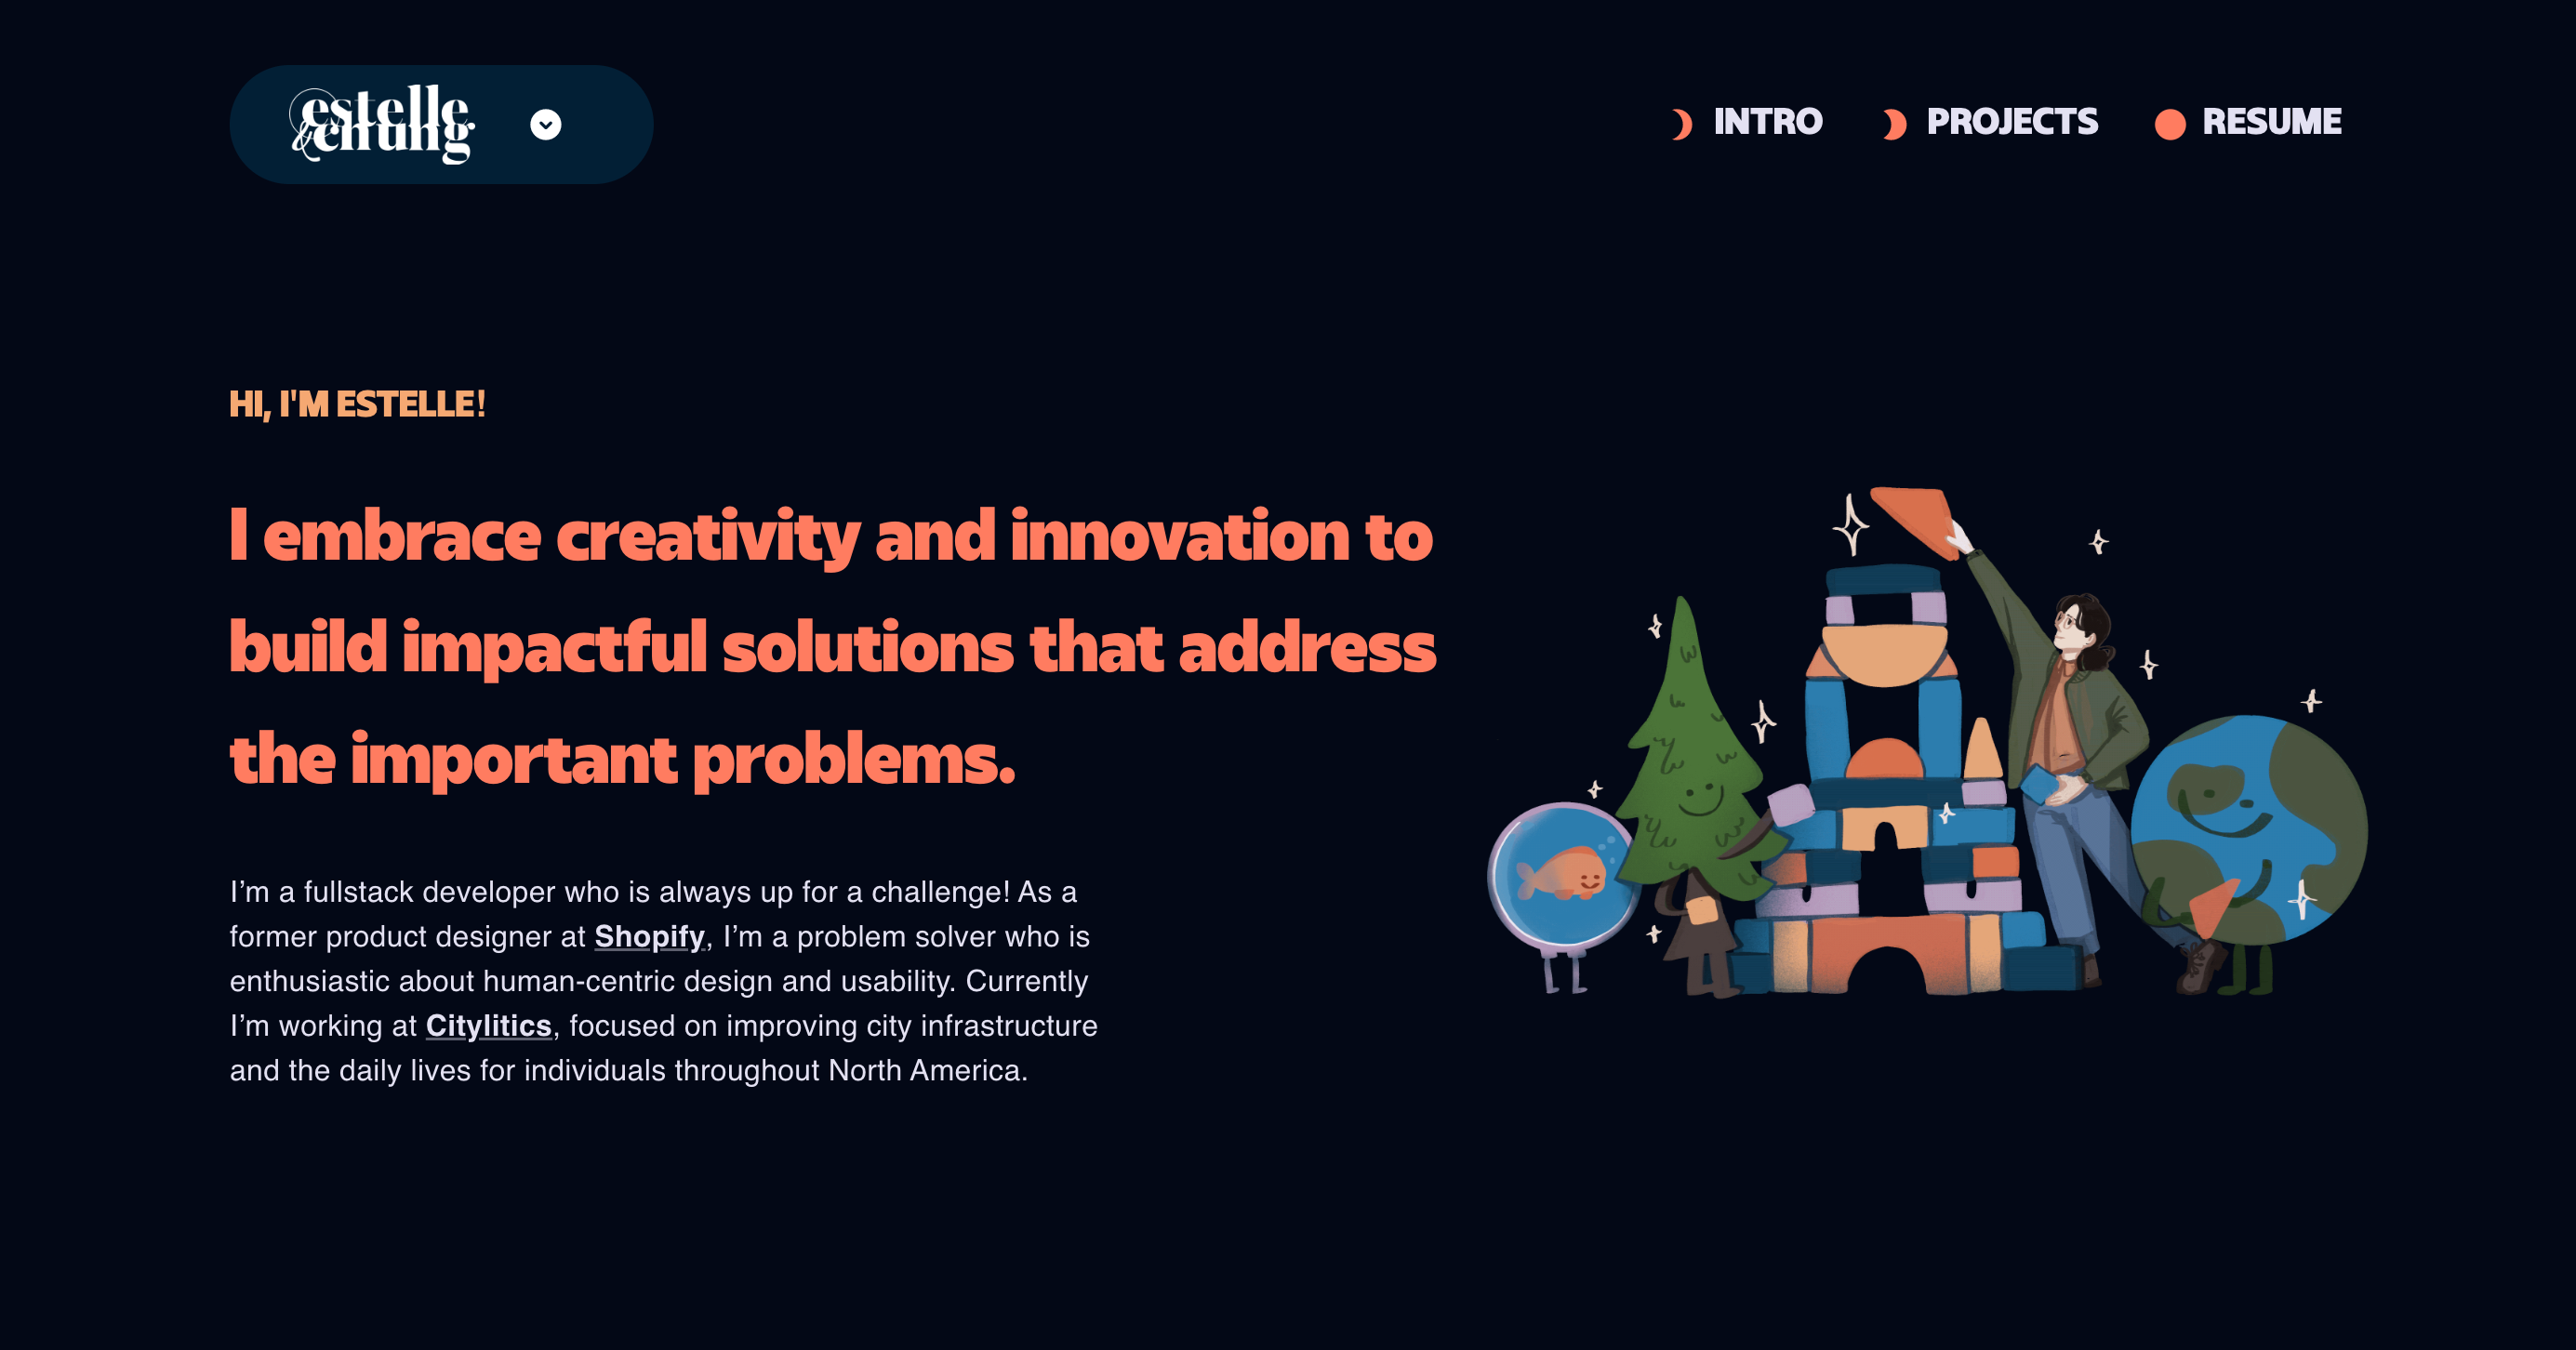 estelle
&chung
INTRO
PROJECTS
RESUME
HI, I'M ESTELLE!
I embrace creativity and innovation to
build impactful solutions that address
the important problems.
I’m a fullstack developer who is always up for a challenge! As a
former product designer at Shopify, I’m a problem solver who is
enthusiastic about human-centric design and usability. Currently
I’m working at Citylitics, focused on improving city infrastructure
and the daily lives for individuals throughout North America.